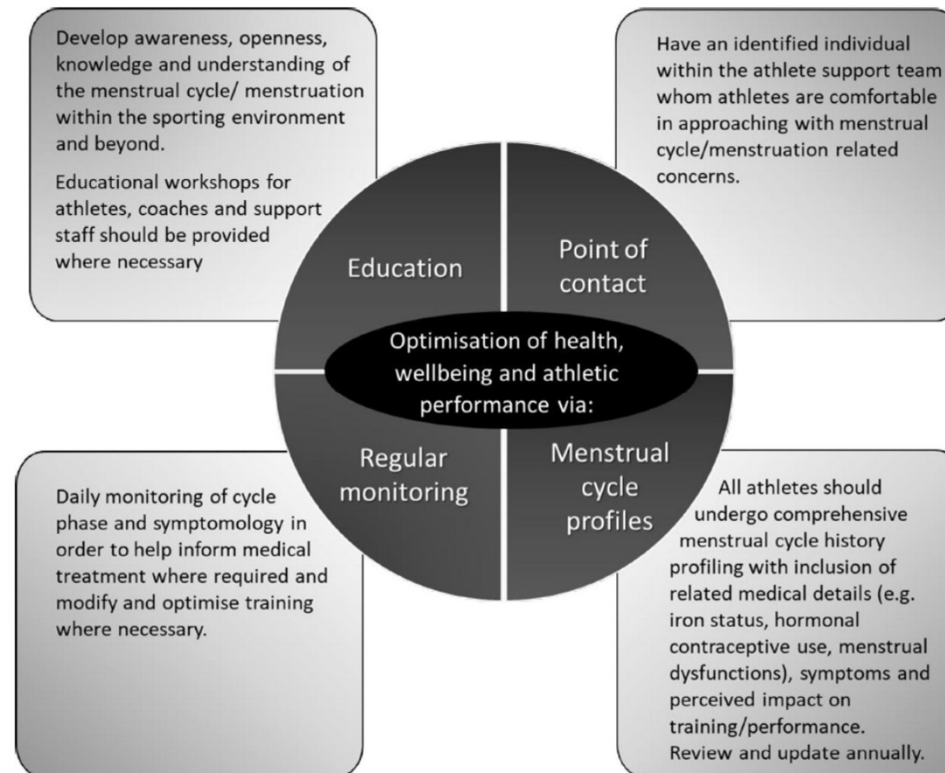 Develop awareness, openness,
knowledge and understanding of
the menstrual cycle/ menstruation
within the sporting environment
and beyond.
Educational workshops for
athletes, coaches and support
staff should be provided
where necessary
Have an identified individual
within the athlete support team
whom athletes are comfortable
in approaching with menstrual
cycle/menstruation related
concerns.
Education
Point of
contact
Optimisation of health,
wellbeing and athletic
performance via:
Regular
monitoring
Menstrual
cycle
profiles
Daily monitoring of cycle
phase and symptomology in
order to help inform medical
treatment where required and
modify and optimise training
where necessary.
All athletes should
undergo comprehensive
menstrual cycle history
profiling with inclusion of
related medical details (e.g.
iron status, hormonal
contraceptive use, menstrual
dysfunctions), symptoms and
perceived impact on
training/performance.
Review and update annually.